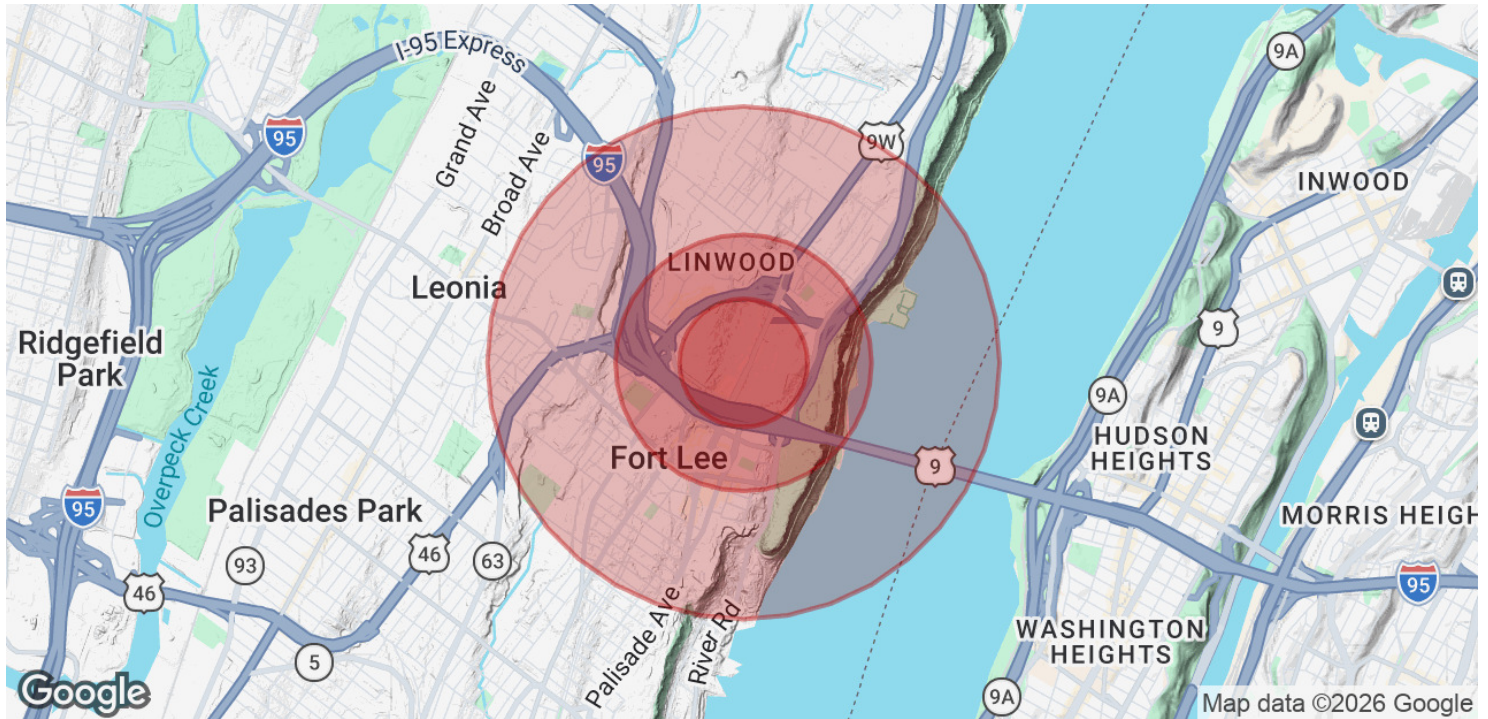 I-95 Express
9A
95
Grand Ave
Broad Ave
95
9W
INWOOD
LINWOOD
Leonia
Ridgefield
Park
9
Overpeck Creek
9A
HUDSON
HEIGHTS
Fort Lee
9
95
Palisades Park
MORRIS HEIGH
46
63
93
46
95
Palisade Ave
River Rd
WASHINGTON
HEIGHTS
5
9A
Google
Map data ©2026 Google